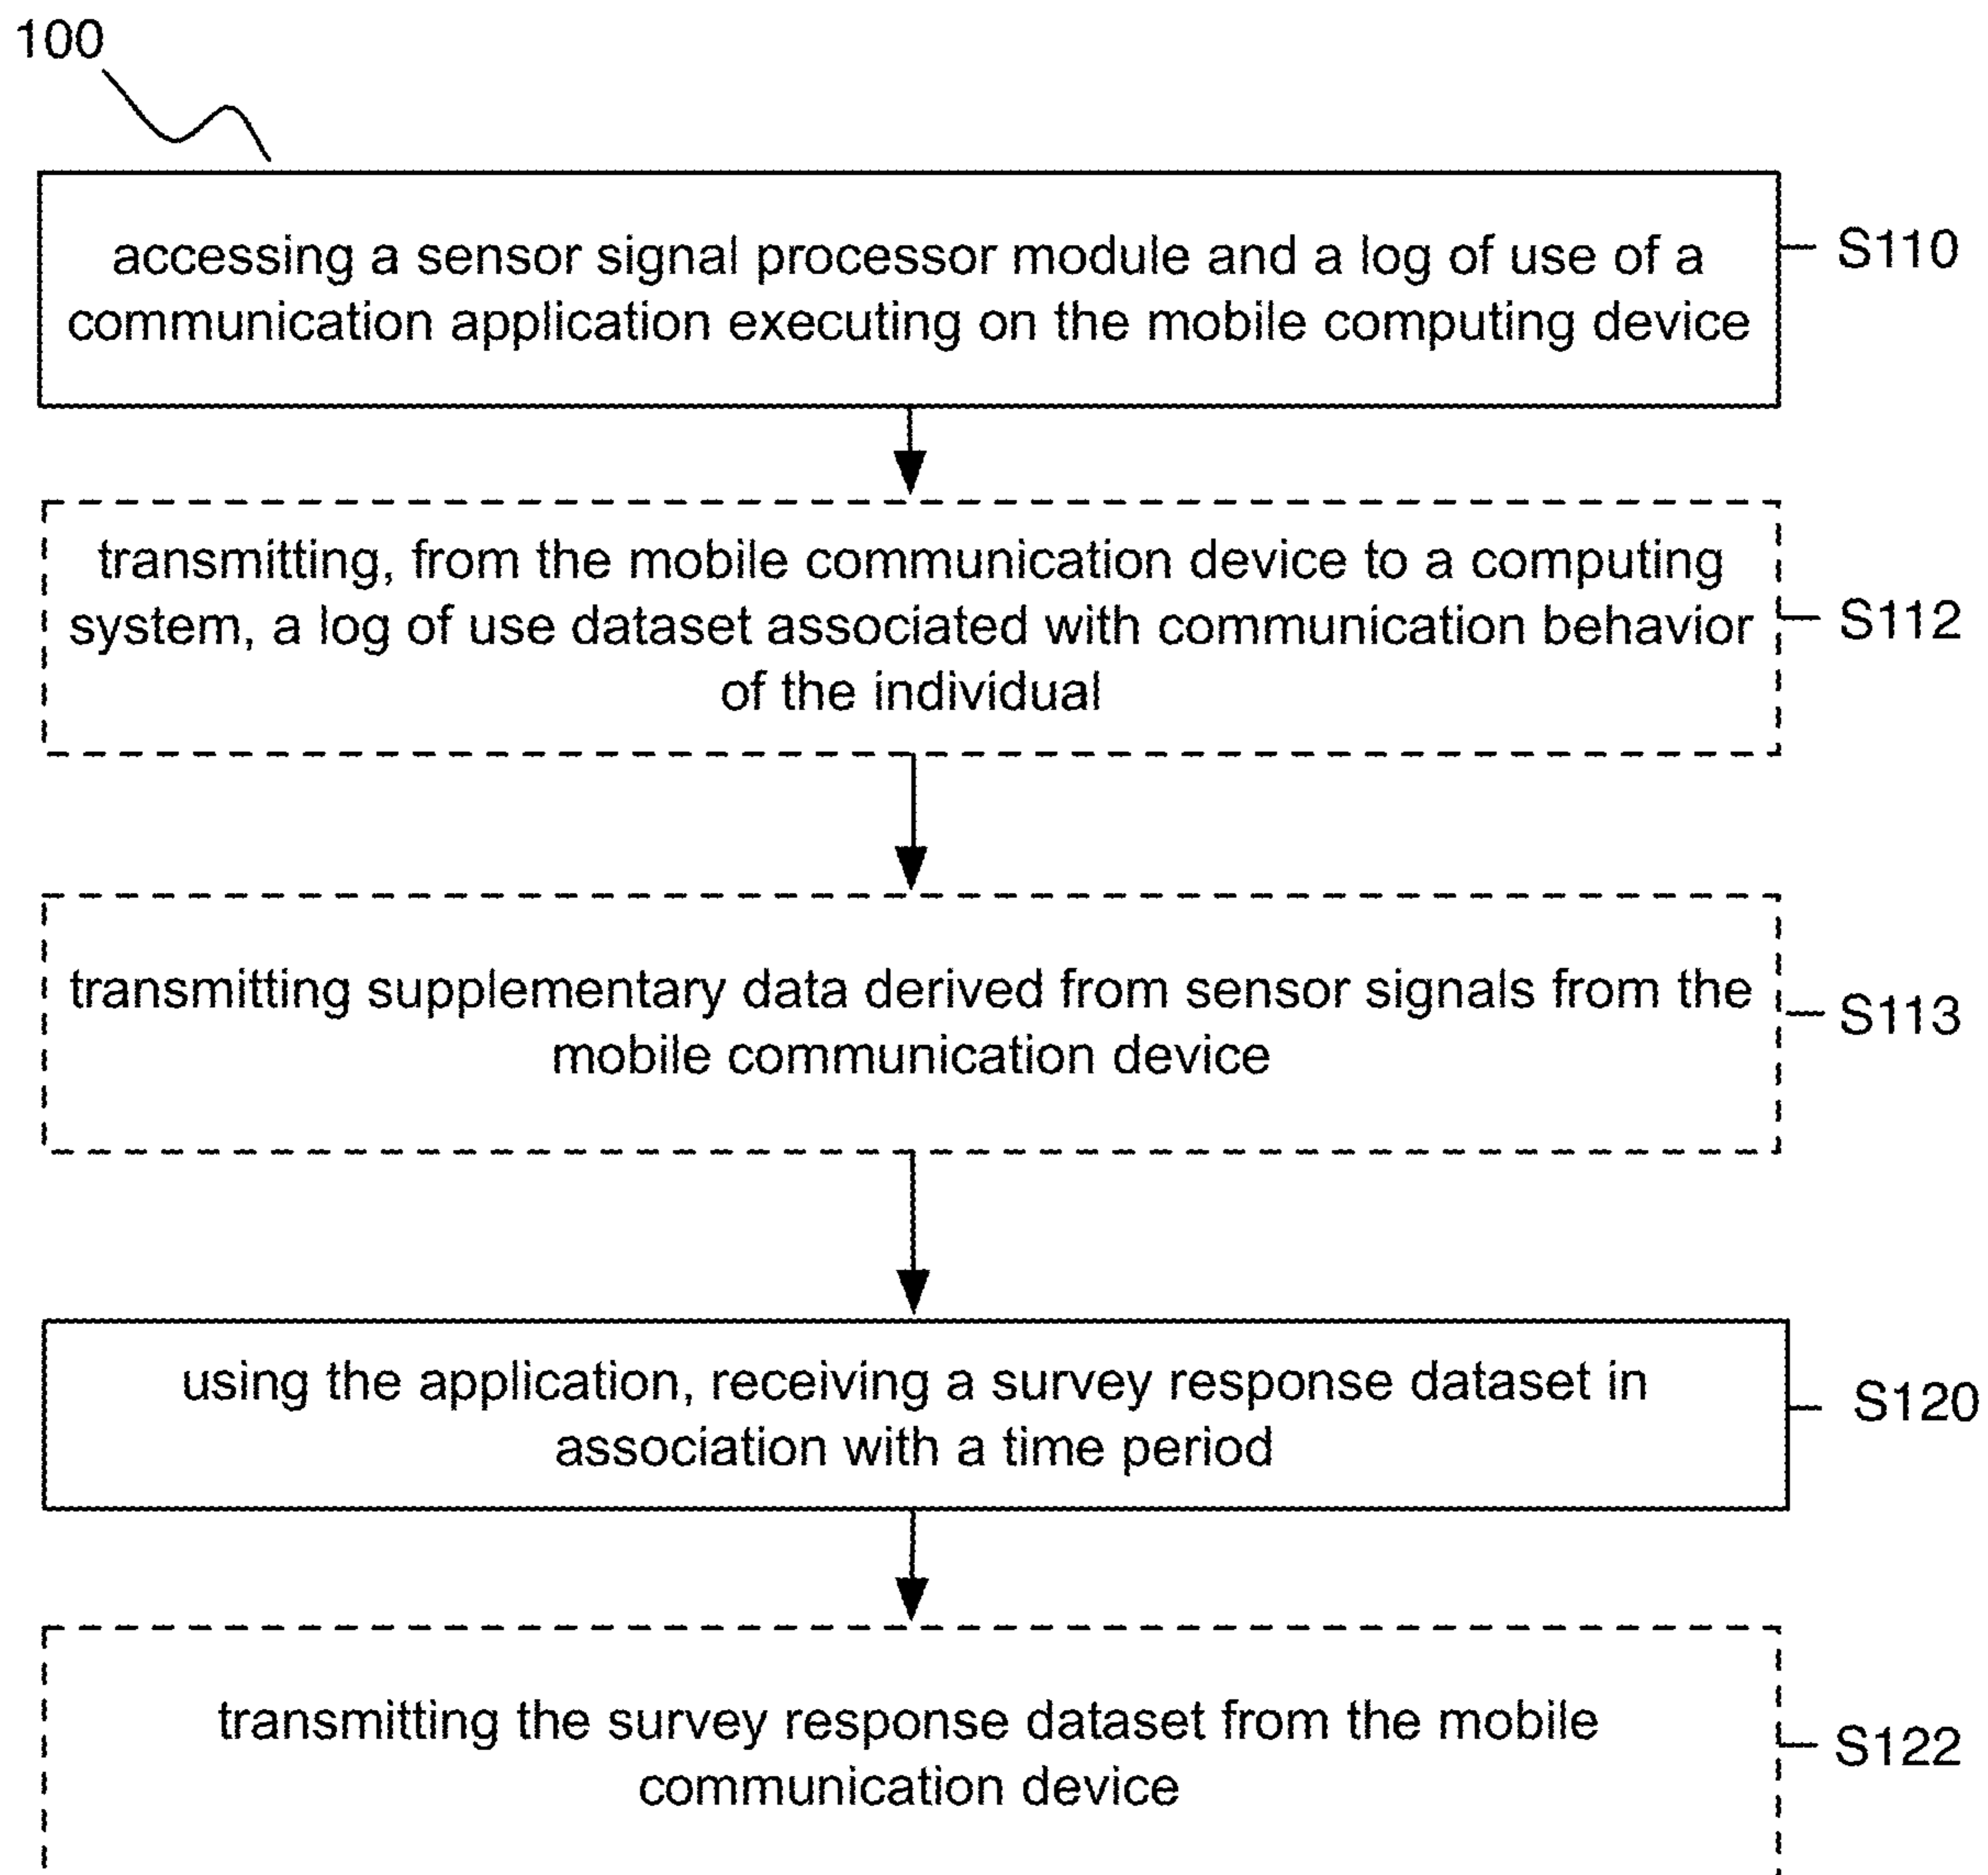 100
accessing a sensor signal processor module and a log of use of a
communication application executing on the mobile computing device
S110
transmitting, from the mobile communication device to a computing
system, a log of use dataset associated with communication behavior
of the individual
S112
transmitting supplementary data derived from sensor signals from the
mobile communication device
S113
using the application, receiving a survey response dataset in
association with a time period
S120
transmitting the survey response dataset from the mobile
communication device
S122